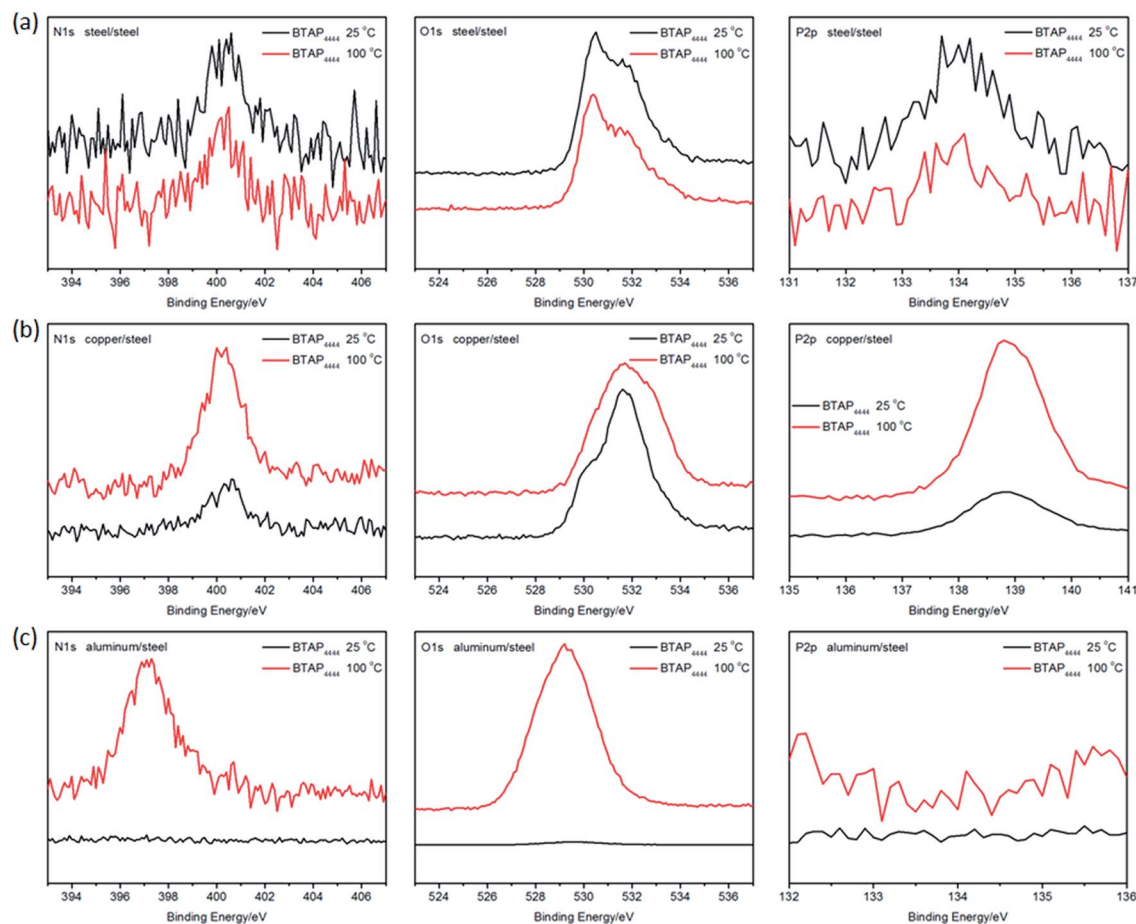 (a)
N1s steel/steel
BTAP4444 25 °C
BTAP4444 100 °C
394 396 398 400 402 404 406
Binding Energy/eV
O1s steel/steel
BTAP4444 25 °C
BTAP4444 100 °C
524 526 528 530 532 534 536
Binding Energy/eV
P2p steel/steel
BTAP4444 25 °C
BTAP4444 100 °C
131 132 133 134 135 136 137
Binding Energy/eV
(b)
N1s copper/steel
BTAP4444 25 °C
BTAP4444 100 °C
394 396 398 400 402 404 406
Binding Energy/eV
O1s copper/steel
BTAP4444 25 °C
BTAP4444 100 °C
524 526 528 530 532 534 536
Binding Energy/eV
P2p copper/steel
BTAP4444 25 °C
BTAP4444 100 °C
135 136 137 138 139 140 141
Binding Energy/eV
(c)
N1s aluminum/steel
BTAP4444 25 °C
BTAP4444 100 °C
394 396 398 400 402 404 406
Binding Energy/eV
O1s aluminum/steel
BTAP4444 25 °C
BTAP4444 100 °C
524 526 528 530 532 534 536
Binding Energy/eV
P2p aluminum/steel
BTAP4444 25 °C
BTAP4444 100 °C
132 133 134 135 136
Binding Energy/eV